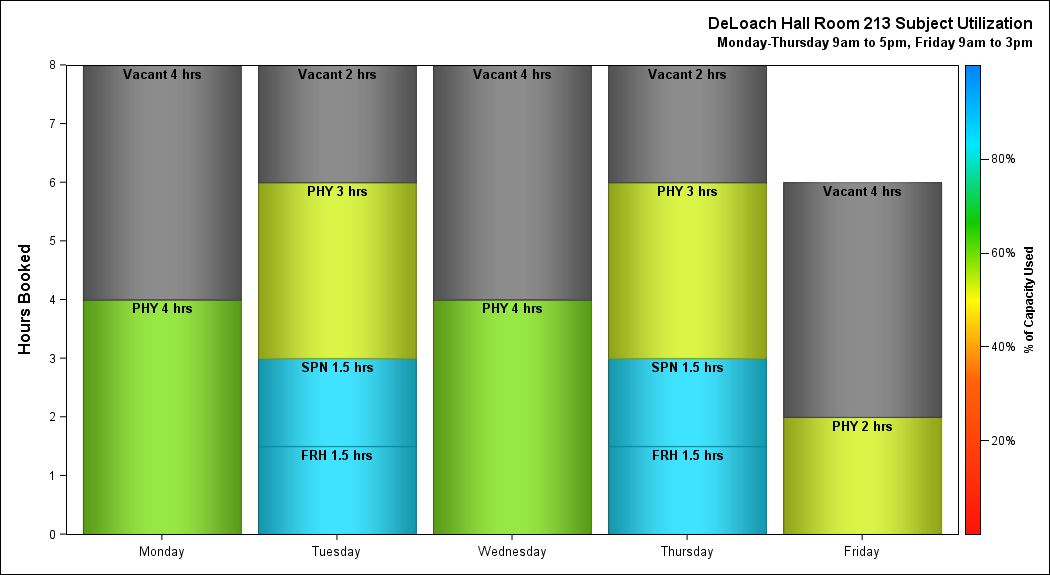 DeLoach Hall Room 213 Subject Utilization
Monday-Thursday 9am to 5pm, Friday 9am to 3pm
Hours Booked
8
7
6
5
4
3
2
1
0
Vacant 4 hrs
PHY 4 hrs
Vacant 2 hrs
PHY 3 hrs
SPN 1.5 hrs
FRH 1.5 hrs
Vacant 4 hrs
PHY 4 hrs
Vacant 2 hrs
PHY 3 hrs
SPN 1.5 hrs
FRH 1.5 hrs
Vacant 4 hrs
PHY 2 hrs
Monday
Tuesday
Wednesday
Thursday
Friday
80%
60%
40%
20%
% of Capacity Used